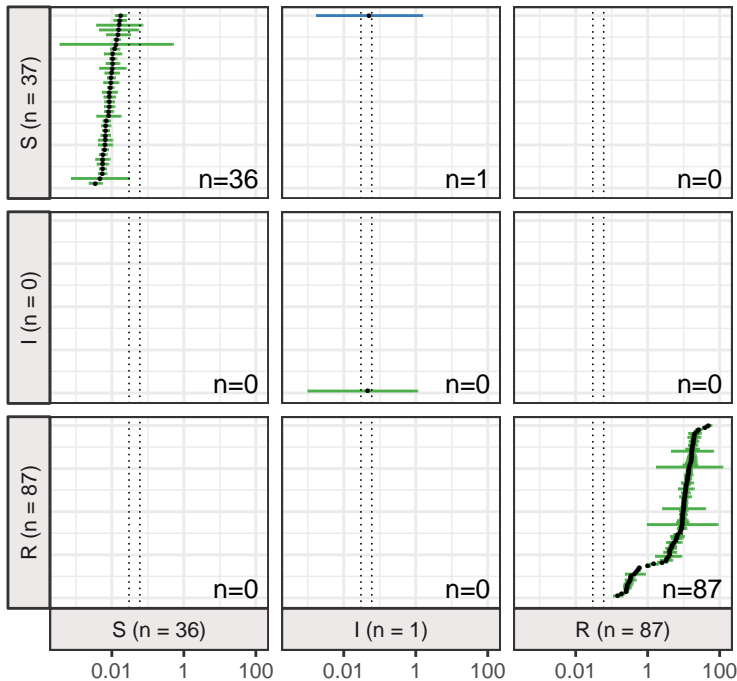 S (n = 37)
n=36
n=1
n=0
I (n = 0)
n=0
n=0
n=0
R (n = 87)
n=0
n=0
n=87
S (n = 36)
I (n = 1)
R (n = 87)
0.01 1 100
0.01 1 100
0.01 1 100